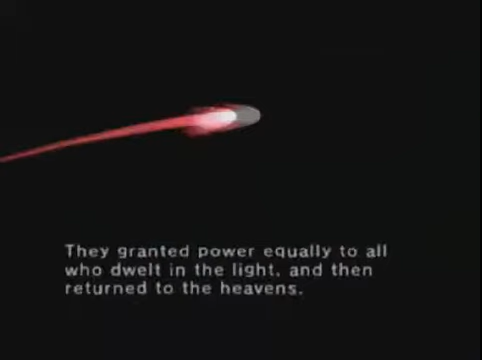 They granted power equally to all
who dwelt in the light, and then
returned to the heavens.